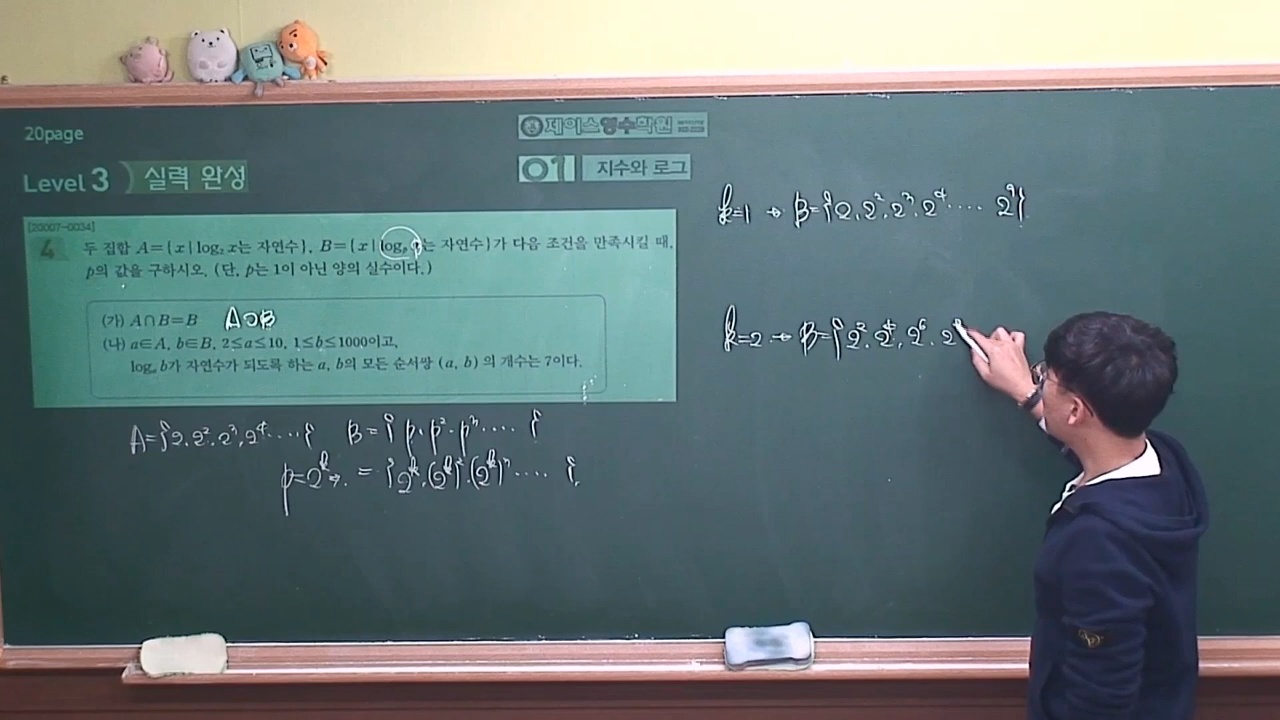 20page
제이스영수학원
Level 3 실력 완성
01 지수와 로그
[20007-0034]
4 두 집합 A={x | log₂ x는 자연수}, B={x | logₚ x는 자연수}가 다음 조건을 만족시킬 때,
p의 값을 구하시오. (단, p는 1이 아닌 양의 실수이다.)
(가) A∩B=B A⊃B
(나) a∈A, b∈B, 2≤a≤10, 1≤b≤1000이고,
logₐ b가 자연수가 되도록 하는 a, b의 모든 순서쌍 (a, b)의 개수는 7이다.
A={2, 2², 2³, 2⁴, ....} B={p, p², p³ ....}
p=2ᵏ → = {2ᵏ, (2ᵏ)², (2ᵏ)³ ....}
k=1 → B={2, 2², 2³, 2⁴ .... 2⁹}
k=2 → B={2², 2⁴, 2⁶, 2⁸